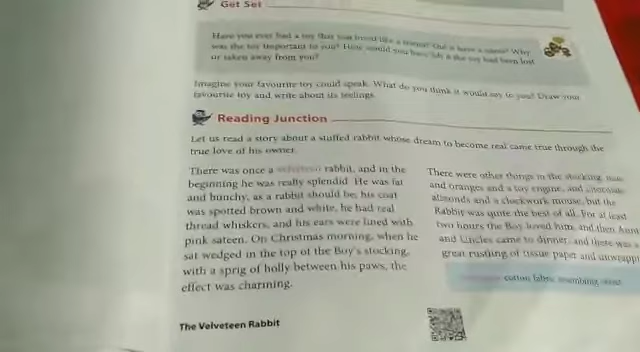 Get Set
Have you ever had a toy that you loved like a friend? Did it have a name? Why
was the toy important to you? How would you have felt if the toy had been lost
or taken away from you?
Imagine your favourite toy could speak. What do you think it would say to you? Draw your
favourite toy and write about its feelings.
Reading Junction
Let us read a story about a stuffed rabbit whose dream to become real came true through the
true love of his owner.
There was once a velveteen rabbit, and in the
beginning he was really splendid. He was fat
and bunchy, as a rabbit should be; his coat
was spotted brown and white, he had real
thread whiskers, and his ears were lined with
pink sateen. On Christmas morning, when he
sat wedged in the top of the Boy's stocking,
with a sprig of holly between his paws, the
effect was charming.
There were other things in the stocking, nuts
and oranges and a toy engine, and chocolate
almonds and a clockwork mouse, but the
Rabbit was quite the best of all. For at least
two hours the Boy loved him, and then Aunts
and Uncles came to dinner, and there was a
great rustling of tissue paper and unwrapp
cotton fabric resembling velvet
The Velveteen Rabbit